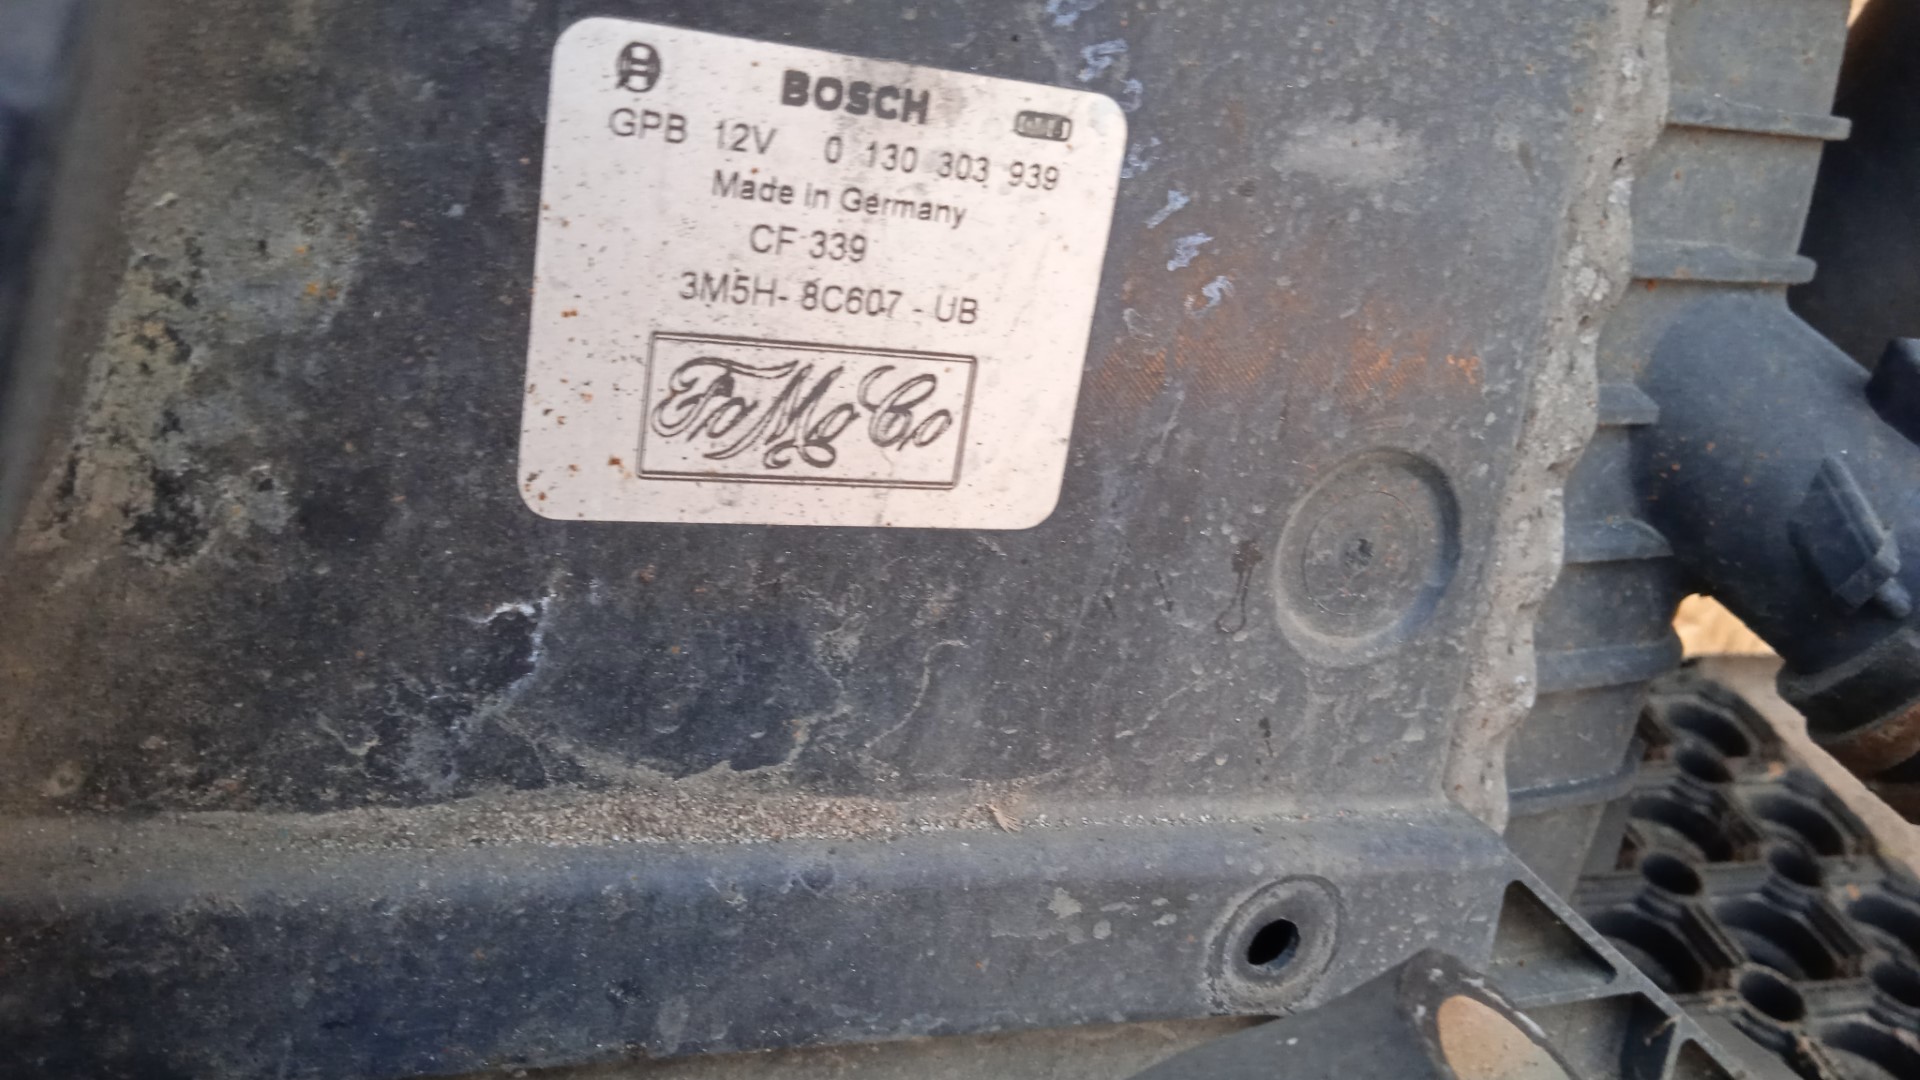 BOSCH
GPB 12V 0 130 303 939
Made in Germany
CF 339
3M5H- 8C607 - UB
FoMoCo